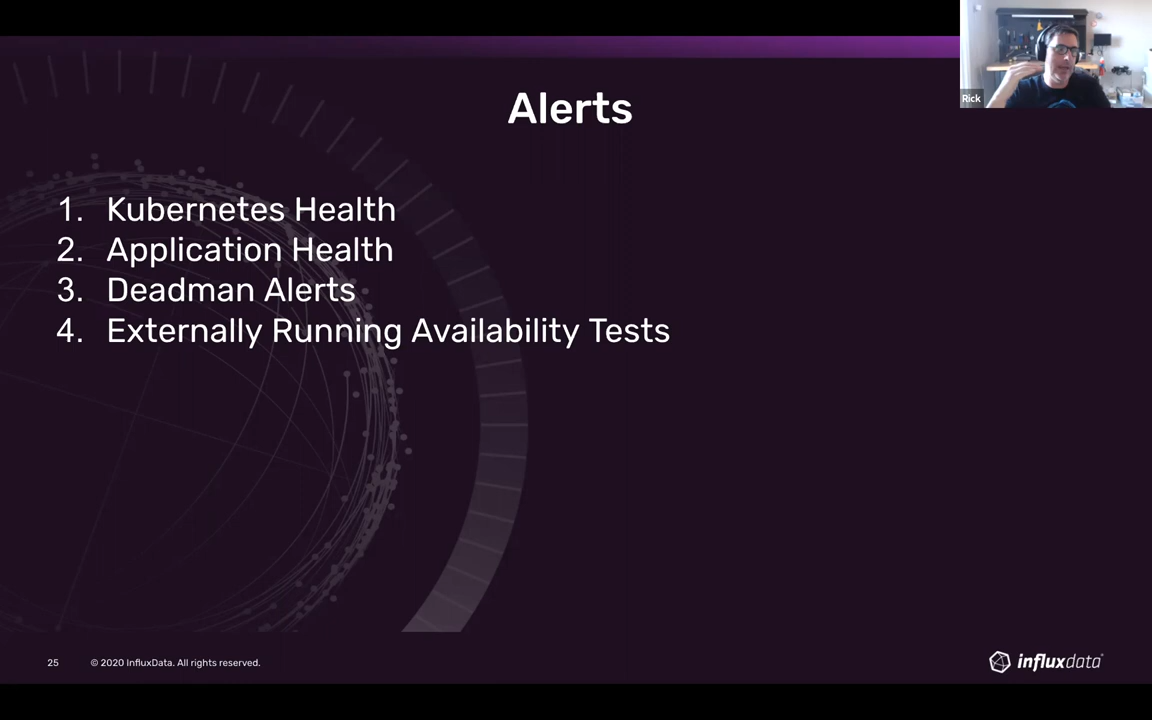 Alerts
Rick
1. Kubernetes Health
2. Application Health
3. Deadman Alerts
4. Externally Running Availability Tests
25 © 2020 InfluxData. All rights reserved.
influxdata